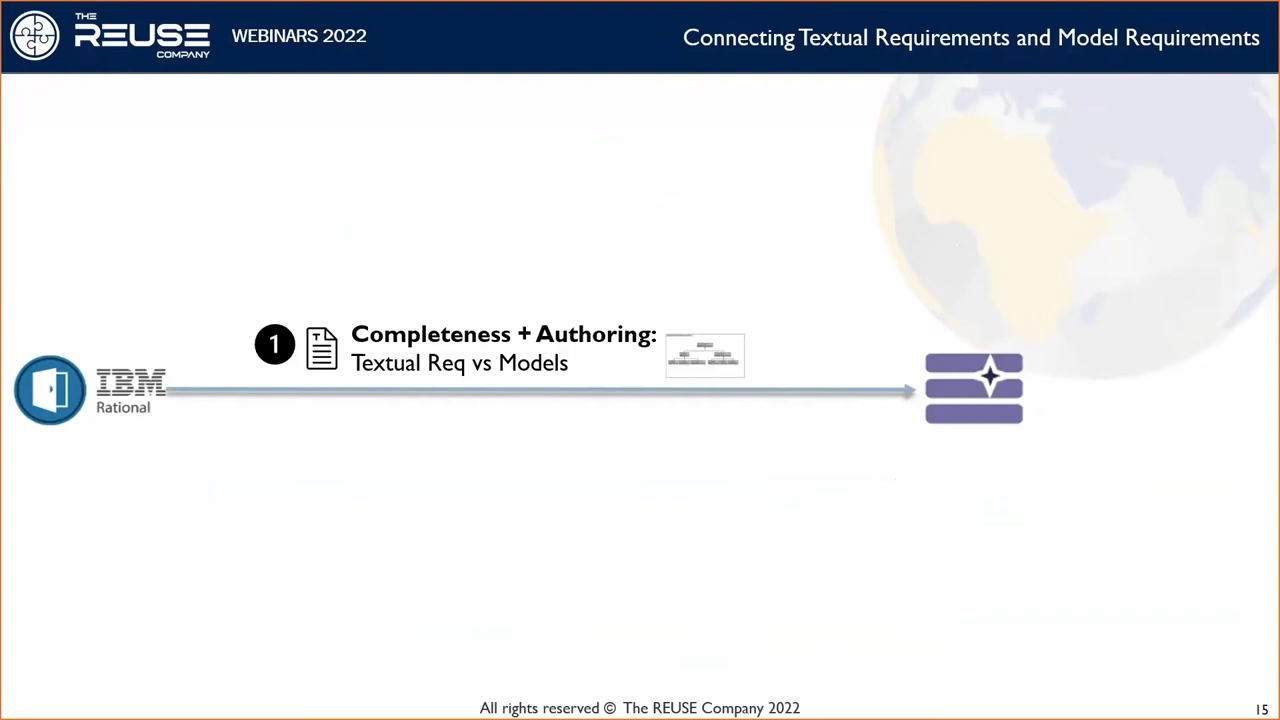 THE
REUSE
COMPANY
WEBINARS 2022
Connecting Textual Requirements and Model Requirements
1
T
Completeness + Authoring:
Textual Req vs Models
IBM
Rational
All rights reserved © The REUSE Company 2022
15